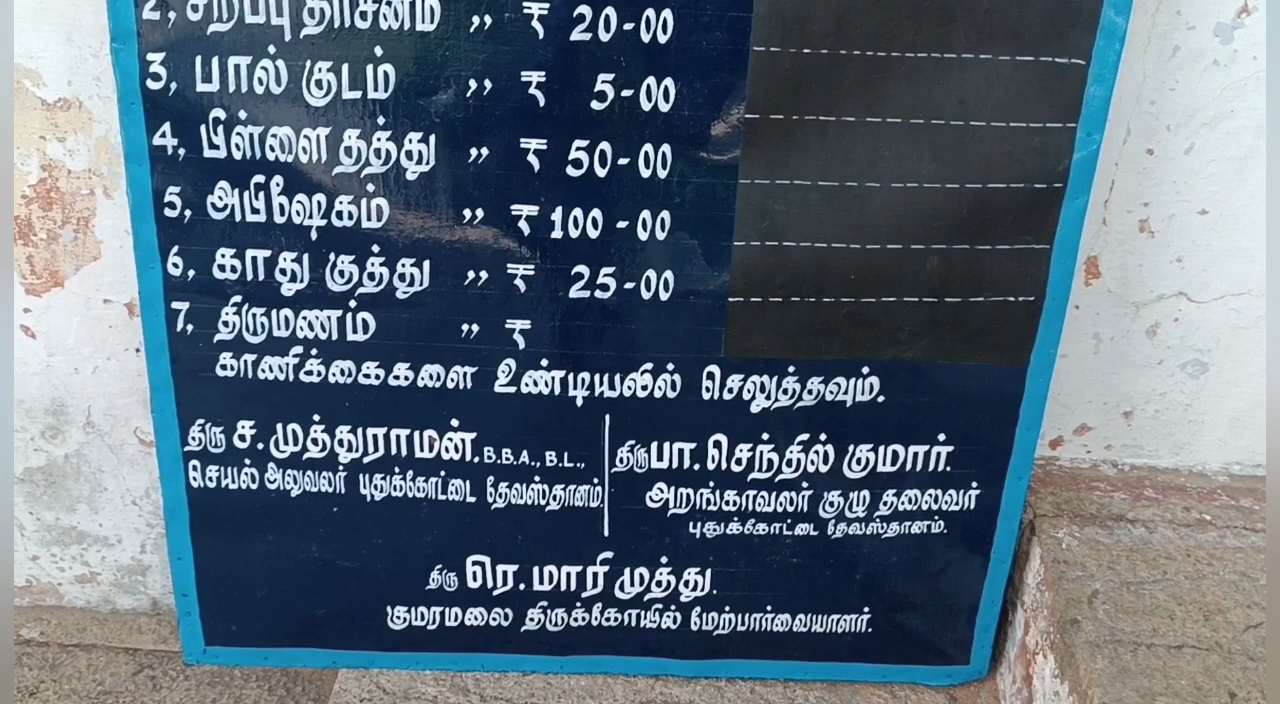 2, சிறப்பு தரிசனம் ,, ₹ 20-00
3, பால் குடம் ,, ₹ 5-00
4, பிள்ளை தத்து ,, ₹ 50-00
5, அபிஷேகம் ,, ₹ 100-00
6, காது குத்து ,, ₹ 25-00
7, திருமணம் ,, ₹
காணிக்கைகளை உண்டியலில் செலுத்தவும்.
திரு ச. முத்துராமன். B.B.A., B.L.,
செயல் அலுவலர் புதுக்கோட்டை தேவஸ்தானம்.
திரு பா. செந்தில் குமார்.
அறங்காவலர் குழு தலைவர்
புதுக்கோட்டை தேவஸ்தானம்.
திரு ரெ. மாரி முத்து.
குமரமலை திருக்கோயில் மேற்பார்வையாளர்.